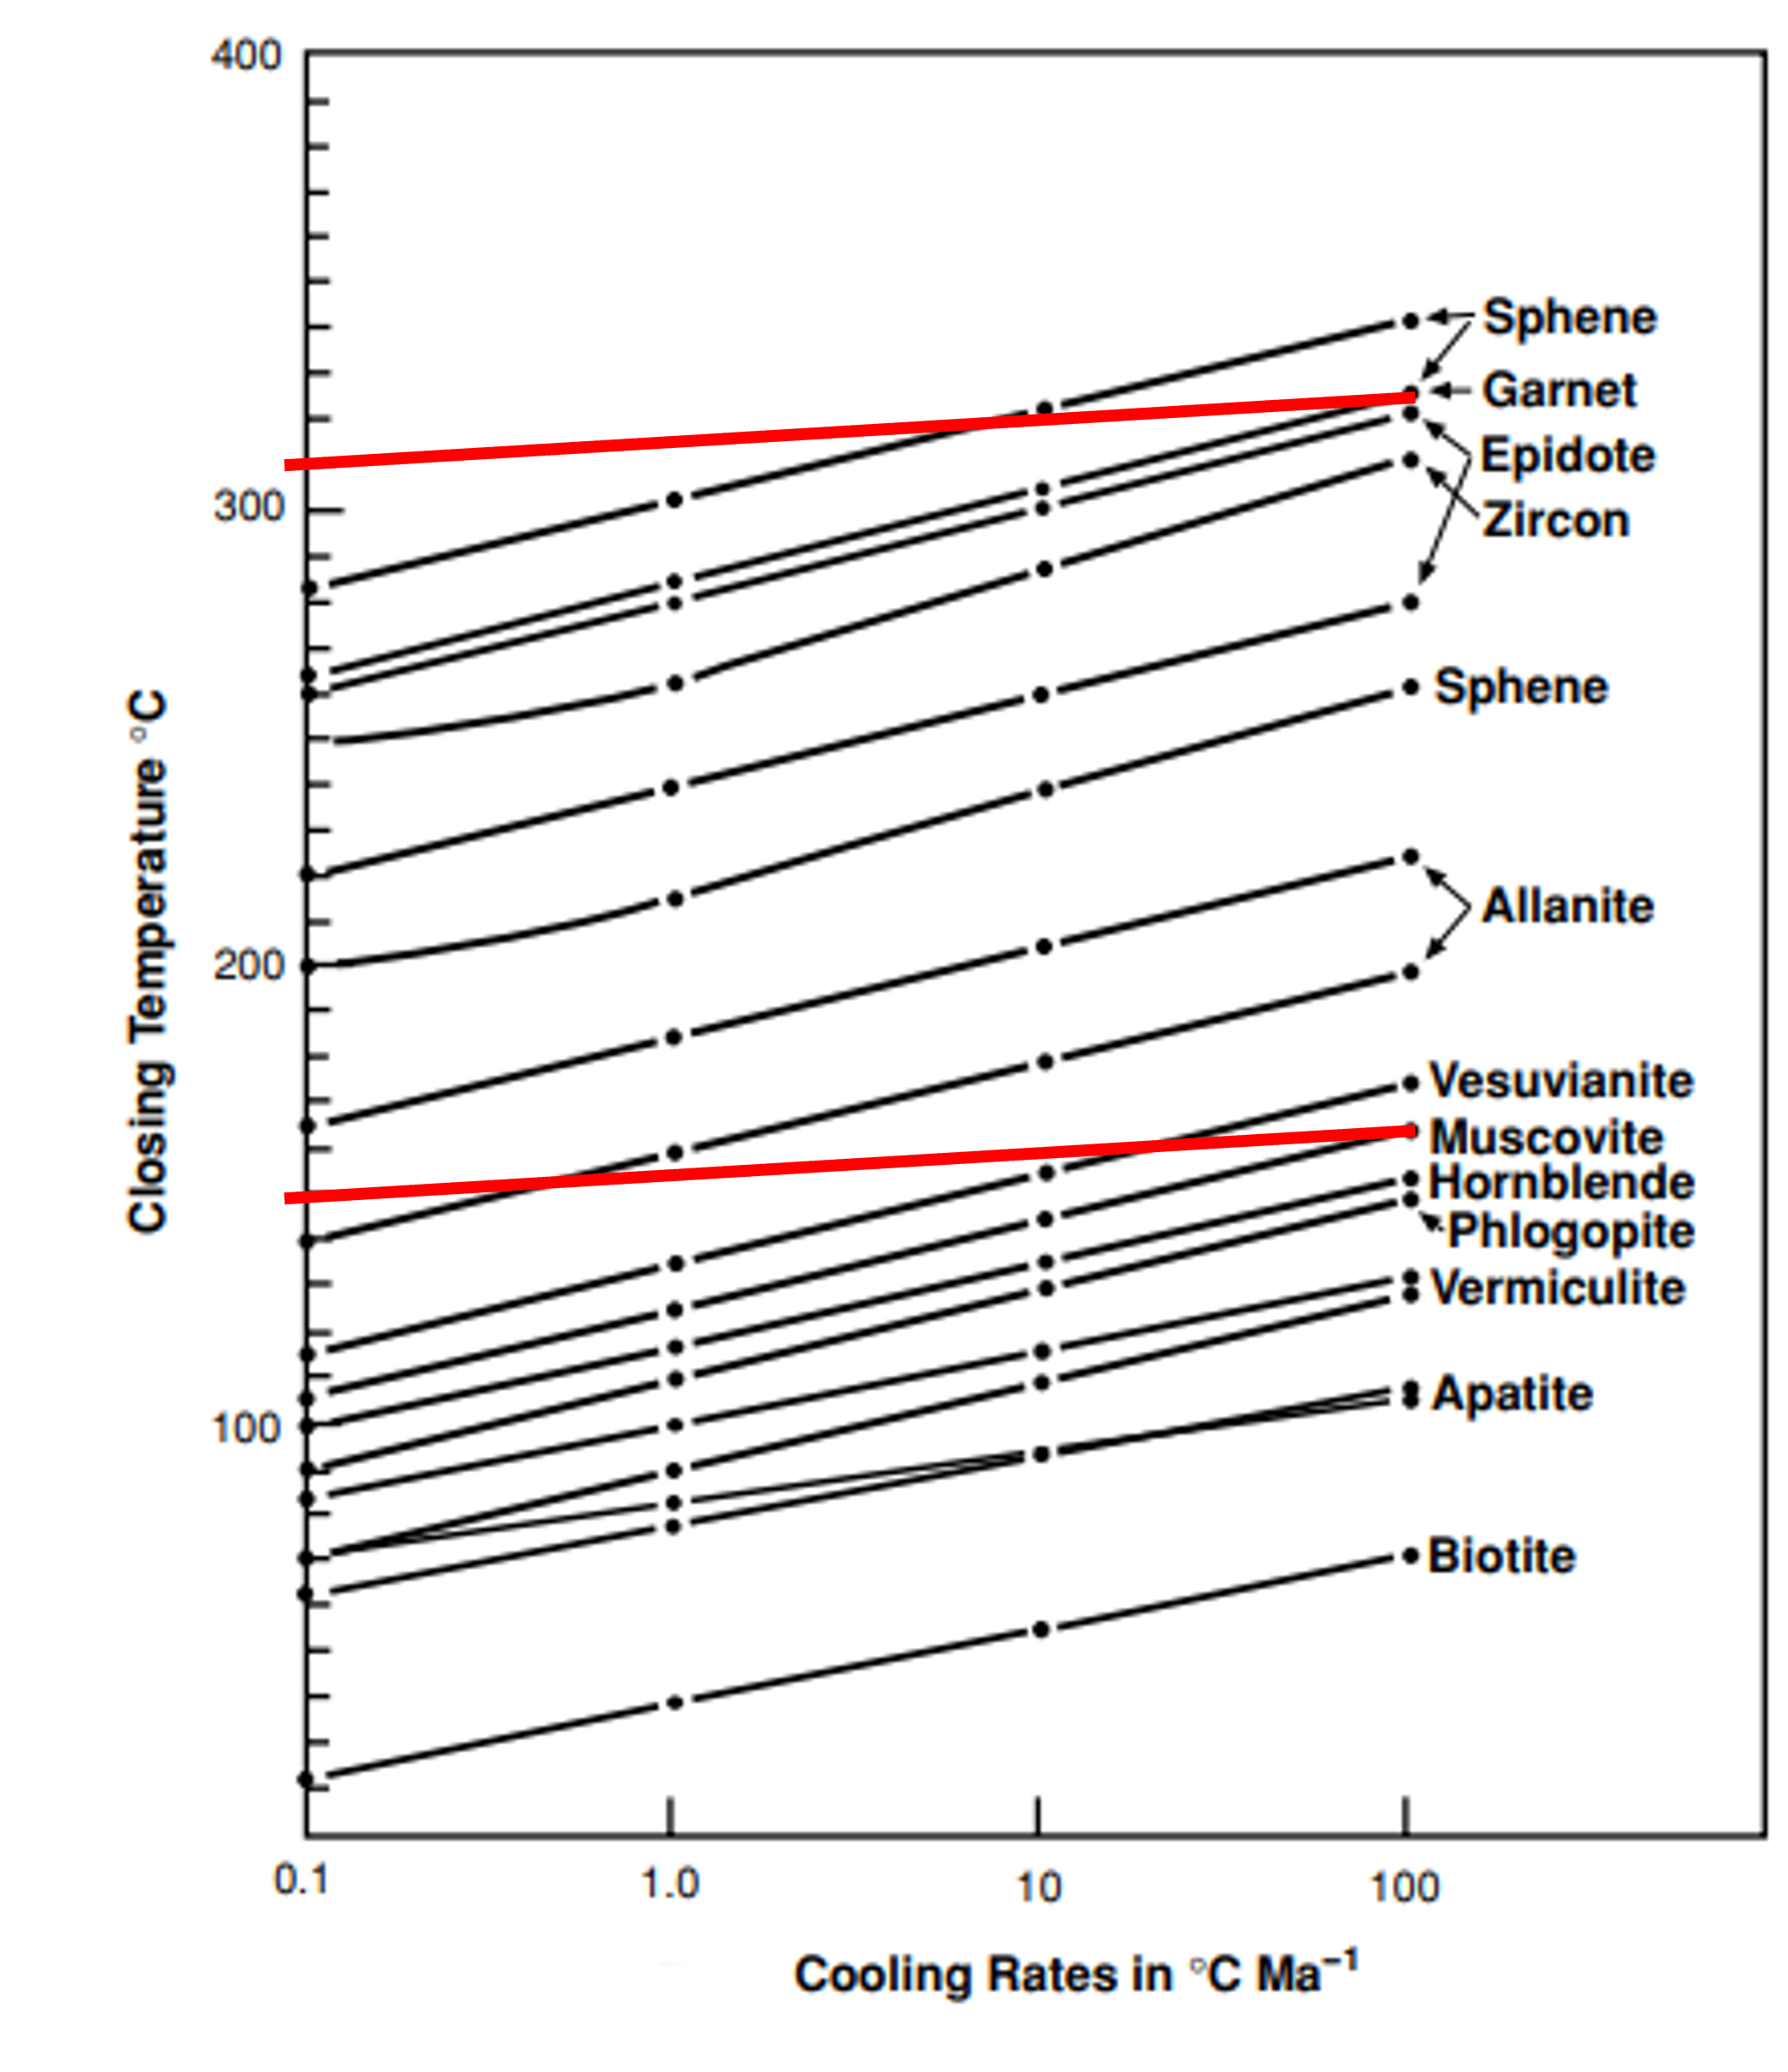 400
300
200
100
Closing Temperature °C
Sphene
Garnet
Epidote
Zircon
Sphene
Allanite
Vesuvianite
Muscovite
Hornblende
Phlogopite
Vermiculite
Apatite
Biotite
0.1 1.0 10 100
Cooling Rates in °C Ma⁻¹